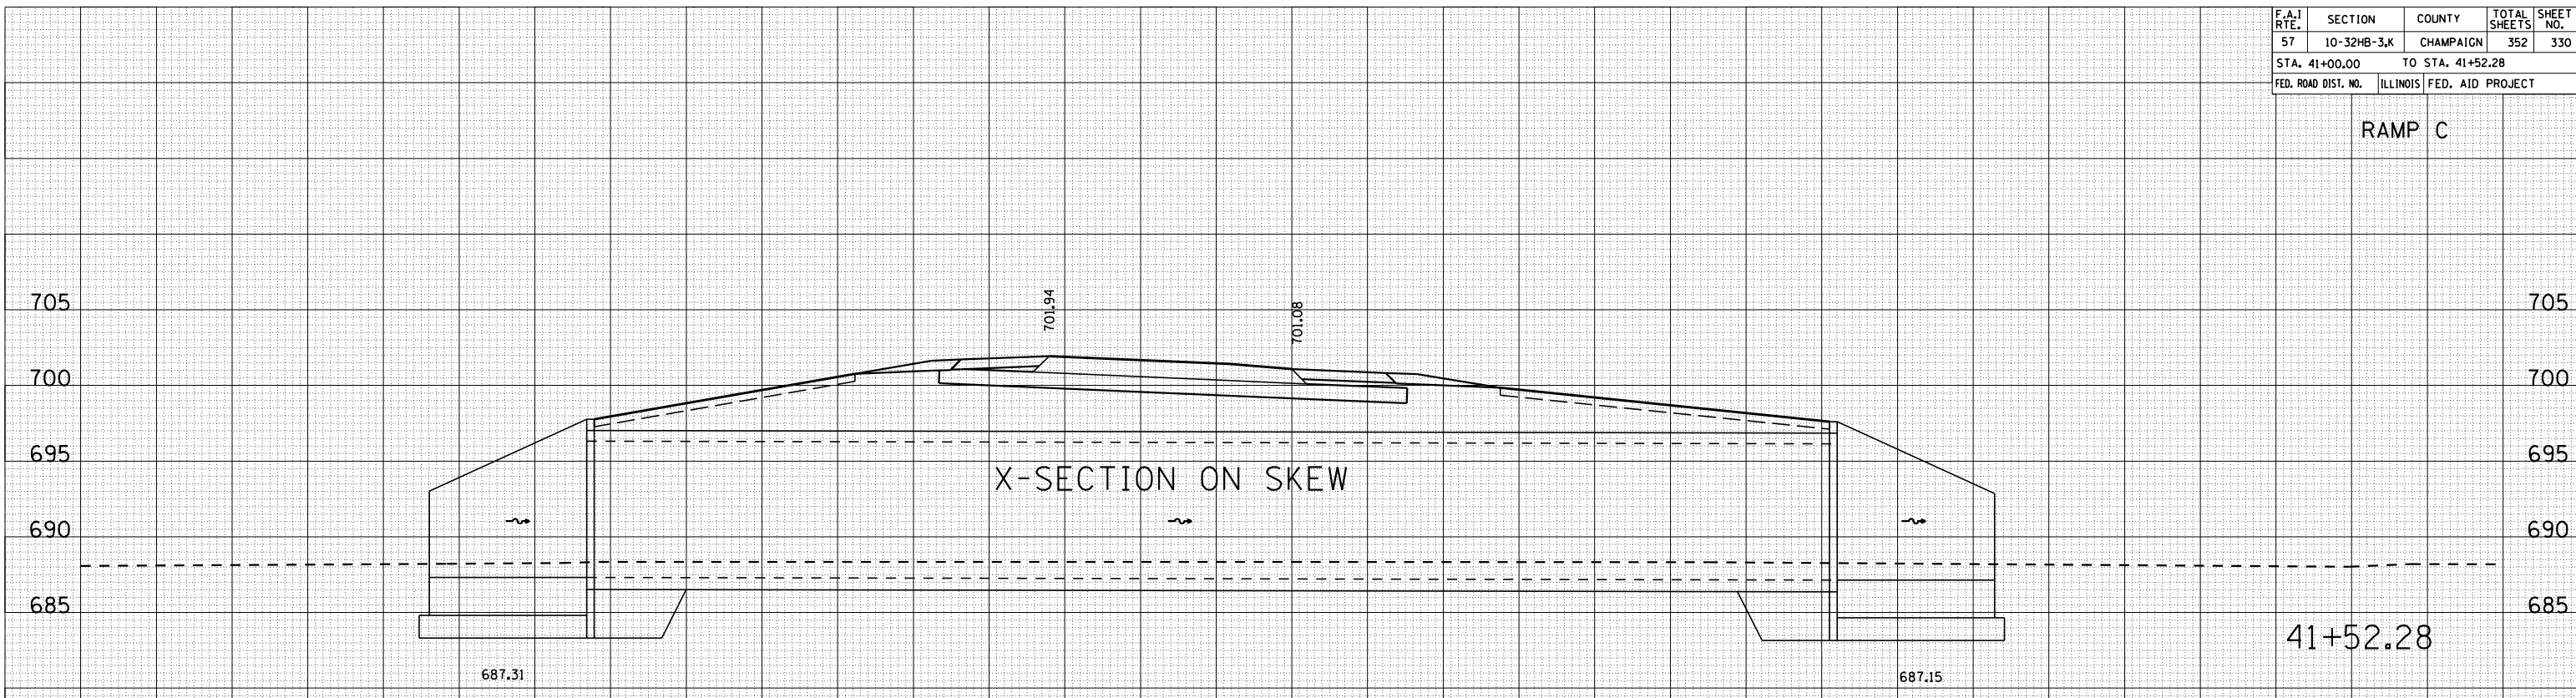 F.A.I RTE. SECTION COUNTY TOTAL SHEETS SHEET NO.
57 10-32HB-3,K CHAMPAIGN 352 330
STA. 41+00.00 TO STA. 41+52.28
FED. ROAD DIST. NO. ILLINOIS FED. AID PROJECT
RAMP C
705 701.94 701.08 705
700 700
695 695
X-SECTION ON SKEW
690 690
685 685
41+52.28
687.31 687.15